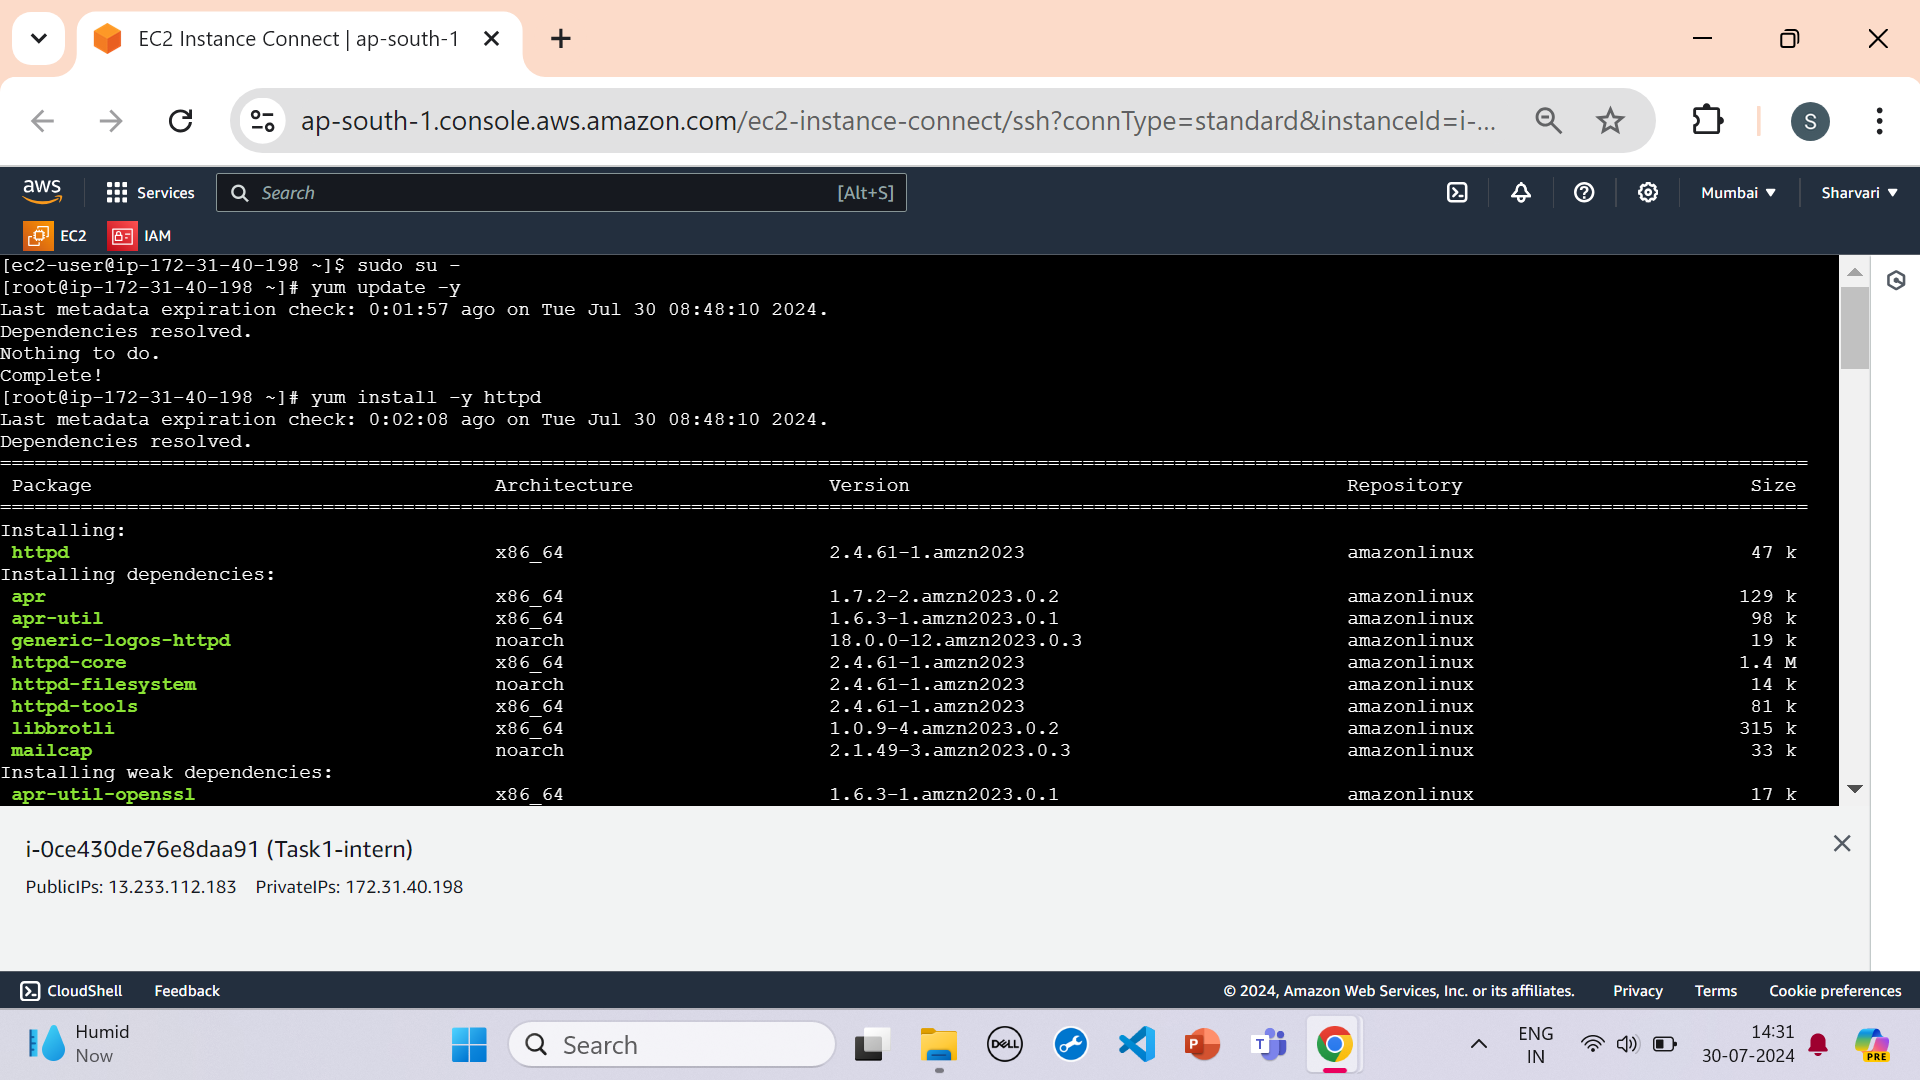 EC2 Instance Connect | ap-south-1
ap-south-1.console.aws.amazon.com/ec2-instance-connect/ssh?connType=standard&instanceId=i-...
S
aws
Services
Search
[Alt+S]
Mumbai
Sharvari
EC2
IAM
[ec2-user@ip-172-31-40-198 ~]$ sudo su -
[root@ip-172-31-40-198 ~]# yum update -y
Last metadata expiration check: 0:01:57 ago on Tue Jul 30 08:48:10 2024.
Dependencies resolved.
Nothing to do.
Complete!
[root@ip-172-31-40-198 ~]# yum install -y httpd
Last metadata expiration check: 0:02:08 ago on Tue Jul 30 08:48:10 2024.
Dependencies resolved.
Package Architecture Version Repository Size
Installing:
httpd x86_64 2.4.61-1.amzn2023 amazonlinux 47 k
Installing dependencies:
apr x86_64 1.7.2-2.amzn2023.0.2 amazonlinux 129 k
apr-util x86_64 1.6.3-1.amzn2023.0.1 amazonlinux 98 k
generic-logos-httpd noarch 18.0.0-12.amzn2023.0.3 amazonlinux 19 k
httpd-core x86_64 2.4.61-1.amzn2023 amazonlinux 1.4 M
httpd-filesystem noarch 2.4.61-1.amzn2023 amazonlinux 14 k
httpd-tools x86_64 2.4.61-1.amzn2023 amazonlinux 81 k
libbrotli x86_64 1.0.9-4.amzn2023.0.2 amazonlinux 315 k
mailcap noarch 2.1.49-3.amzn2023.0.3 amazonlinux 33 k
Installing weak dependencies:
apr-util-openssl x86_64 1.6.3-1.amzn2023.0.1 amazonlinux 17 k
i-0ce430de76e8daa91 (Task1-intern)
PublicIPs: 13.233.112.183 PrivateIPs: 172.31.40.198
CloudShell Feedback © 2024, Amazon Web Services, Inc. or its affiliates. Privacy Terms Cookie preferences
Humid
Now
Search
DELL
P
T
ENG
IN
14:31
30-07-2024
PRE